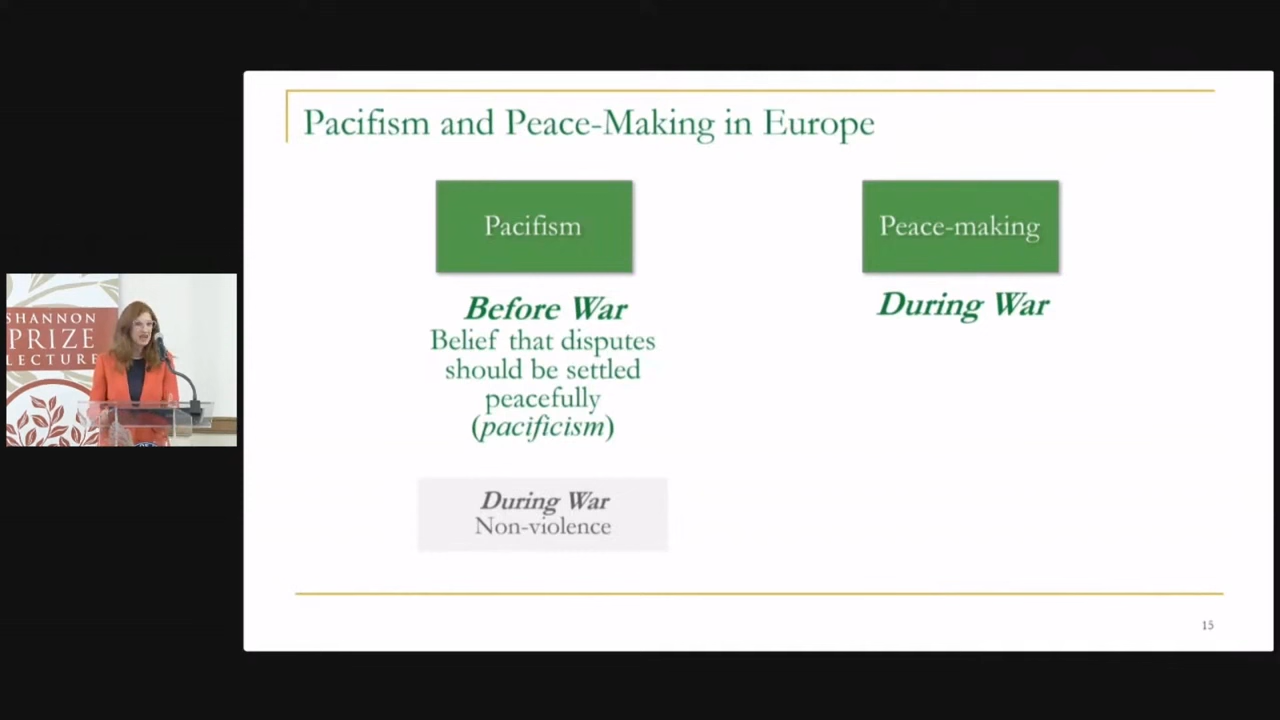 Pacifism and Peace-Making in Europe
Pacifism
Before War
Belief that disputes
should be settled
peacefully
(pacificism)
During War
Non-violence
Peace-making
During War
15
SHANNON
PRIZE
LECTURE